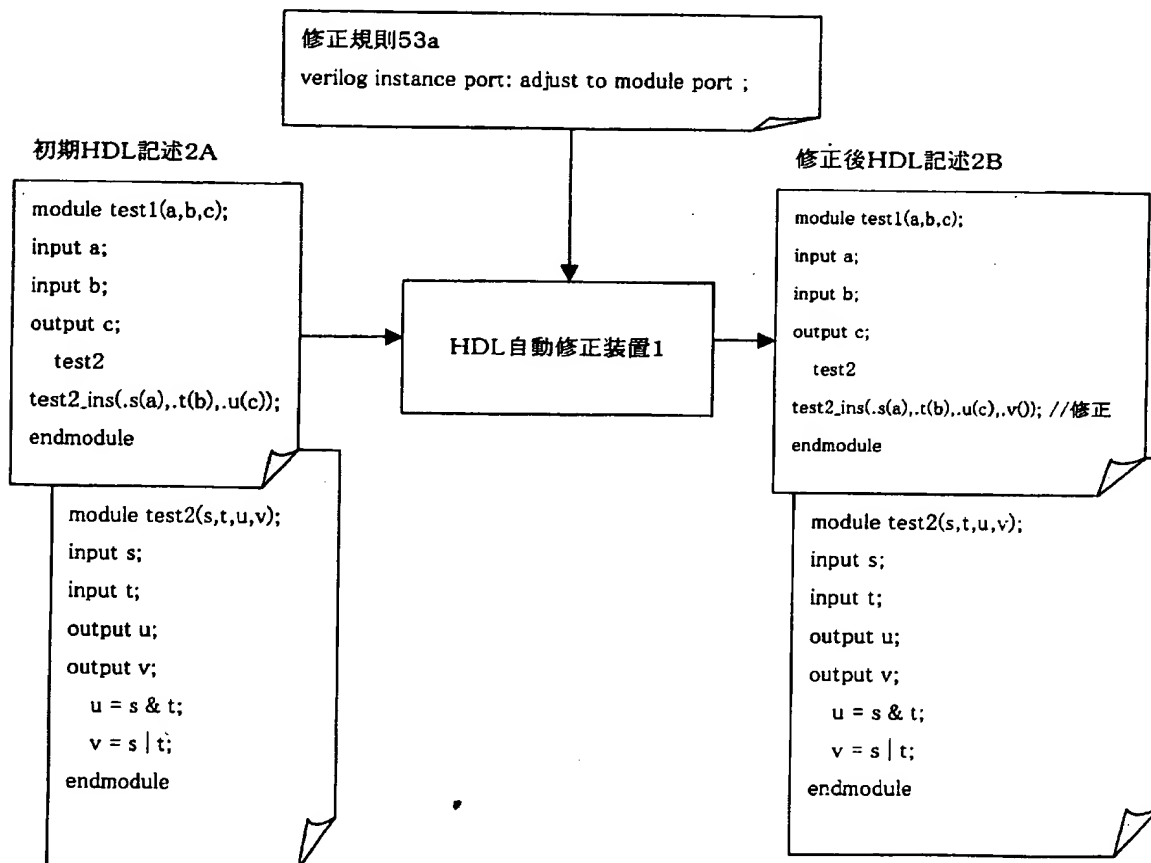 修正規則53a
verilog instance port: adjust to module port ;
初期HDL記述2A
module test1(a,b,c);
input a;
input b;
output c;
test2
test2_ins(.s(a),.t(b),.u(c));
endmodule
module test2(s,t,u,v);
input s;
input t;
output u;
output v;
u = s & t;
v = s | t;
endmodule
HDL自動修正装置1
修正後HDL記述2B
module test1(a,b,c);
input a;
input b;
output c;
test2
test2_ins(.s(a),.t(b),.u(c),.v()); //修正
endmodule
module test2(s,t,u,v);
input s;
input t;
output u;
output v;
u = s & t;
v = s | t;
endmodule